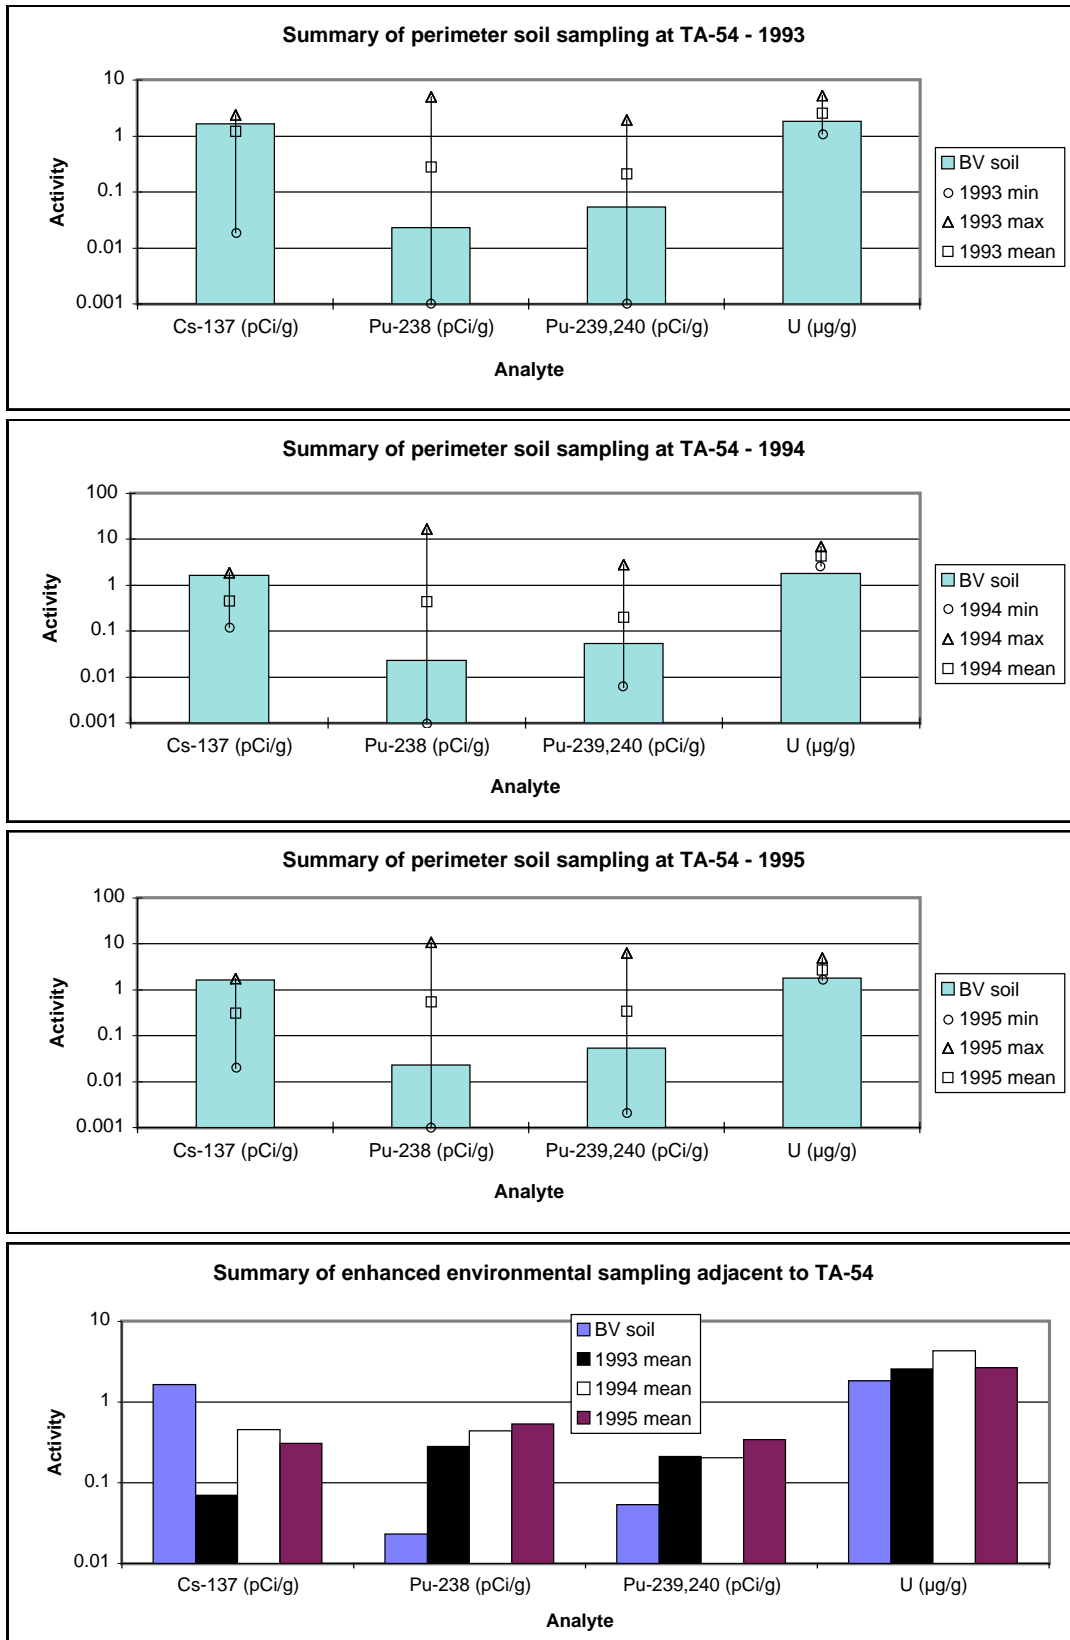 Summary of perimeter soil sampling at TA-54 - 1993
10
1
0.1
0.01
0.001
Activity
Cs-137 (pCi/g) Pu-238 (pCi/g) Pu-239,240 (pCi/g) U (µg/g)
Analyte
BV soil
1993 min
1993 max
1993 mean
Summary of perimeter soil sampling at TA-54 - 1994
100
10
1
0.1
0.01
0.001
Activity
Cs-137 (pCi/g) Pu-238 (pCi/g) Pu-239,240 (pCi/g) U (µg/g)
Analyte
BV soil
1994 min
1994 max
1994 mean
Summary of perimeter soil sampling at TA-54 - 1995
100
10
1
0.1
0.01
0.001
Activity
Cs-137 (pCi/g) Pu-238 (pCi/g) Pu-239,240 (pCi/g) U (µg/g)
Analyte
BV soil
1995 min
1995 max
1995 mean
Summary of enhanced environmental sampling adjacent to TA-54
10
1
0.1
0.01
Activity
BV soil
1993 mean
1994 mean
1995 mean
Cs-137 (pCi/g) Pu-238 (pCi/g) Pu-239,240 (pCi/g) U (µg/g)
Analyte